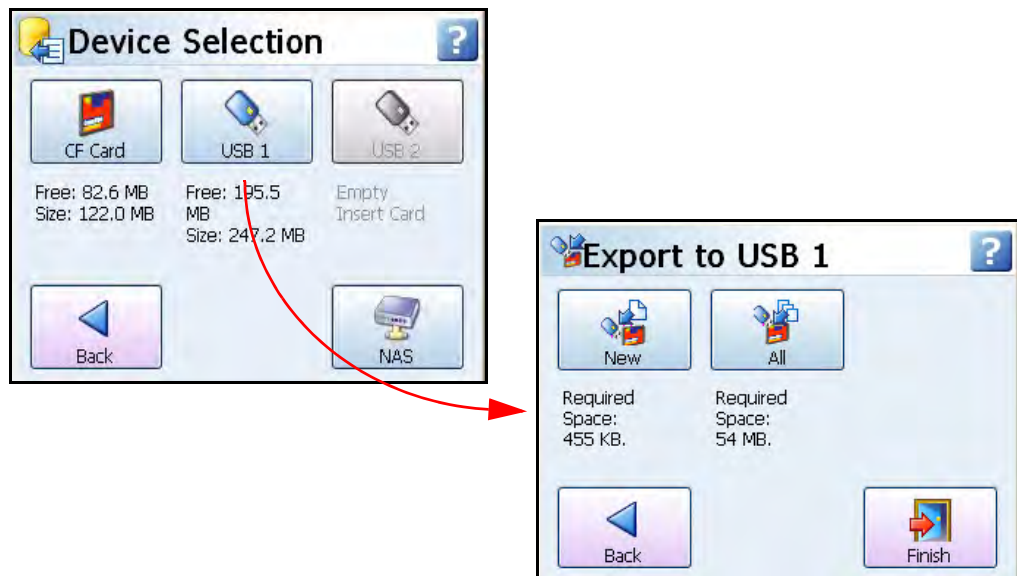 Device Selection
?
CF Card
USB 1
USB 2
Free: 82.6 MB
Size: 122.0 MB
Free: 195.5
MB
Size: 247.2 MB
Empty
Insert Card
Back
NAS
Export to USB 1
?
New
All
Required
Space:
455 KB.
Required
Space:
54 MB.
Back
Finish